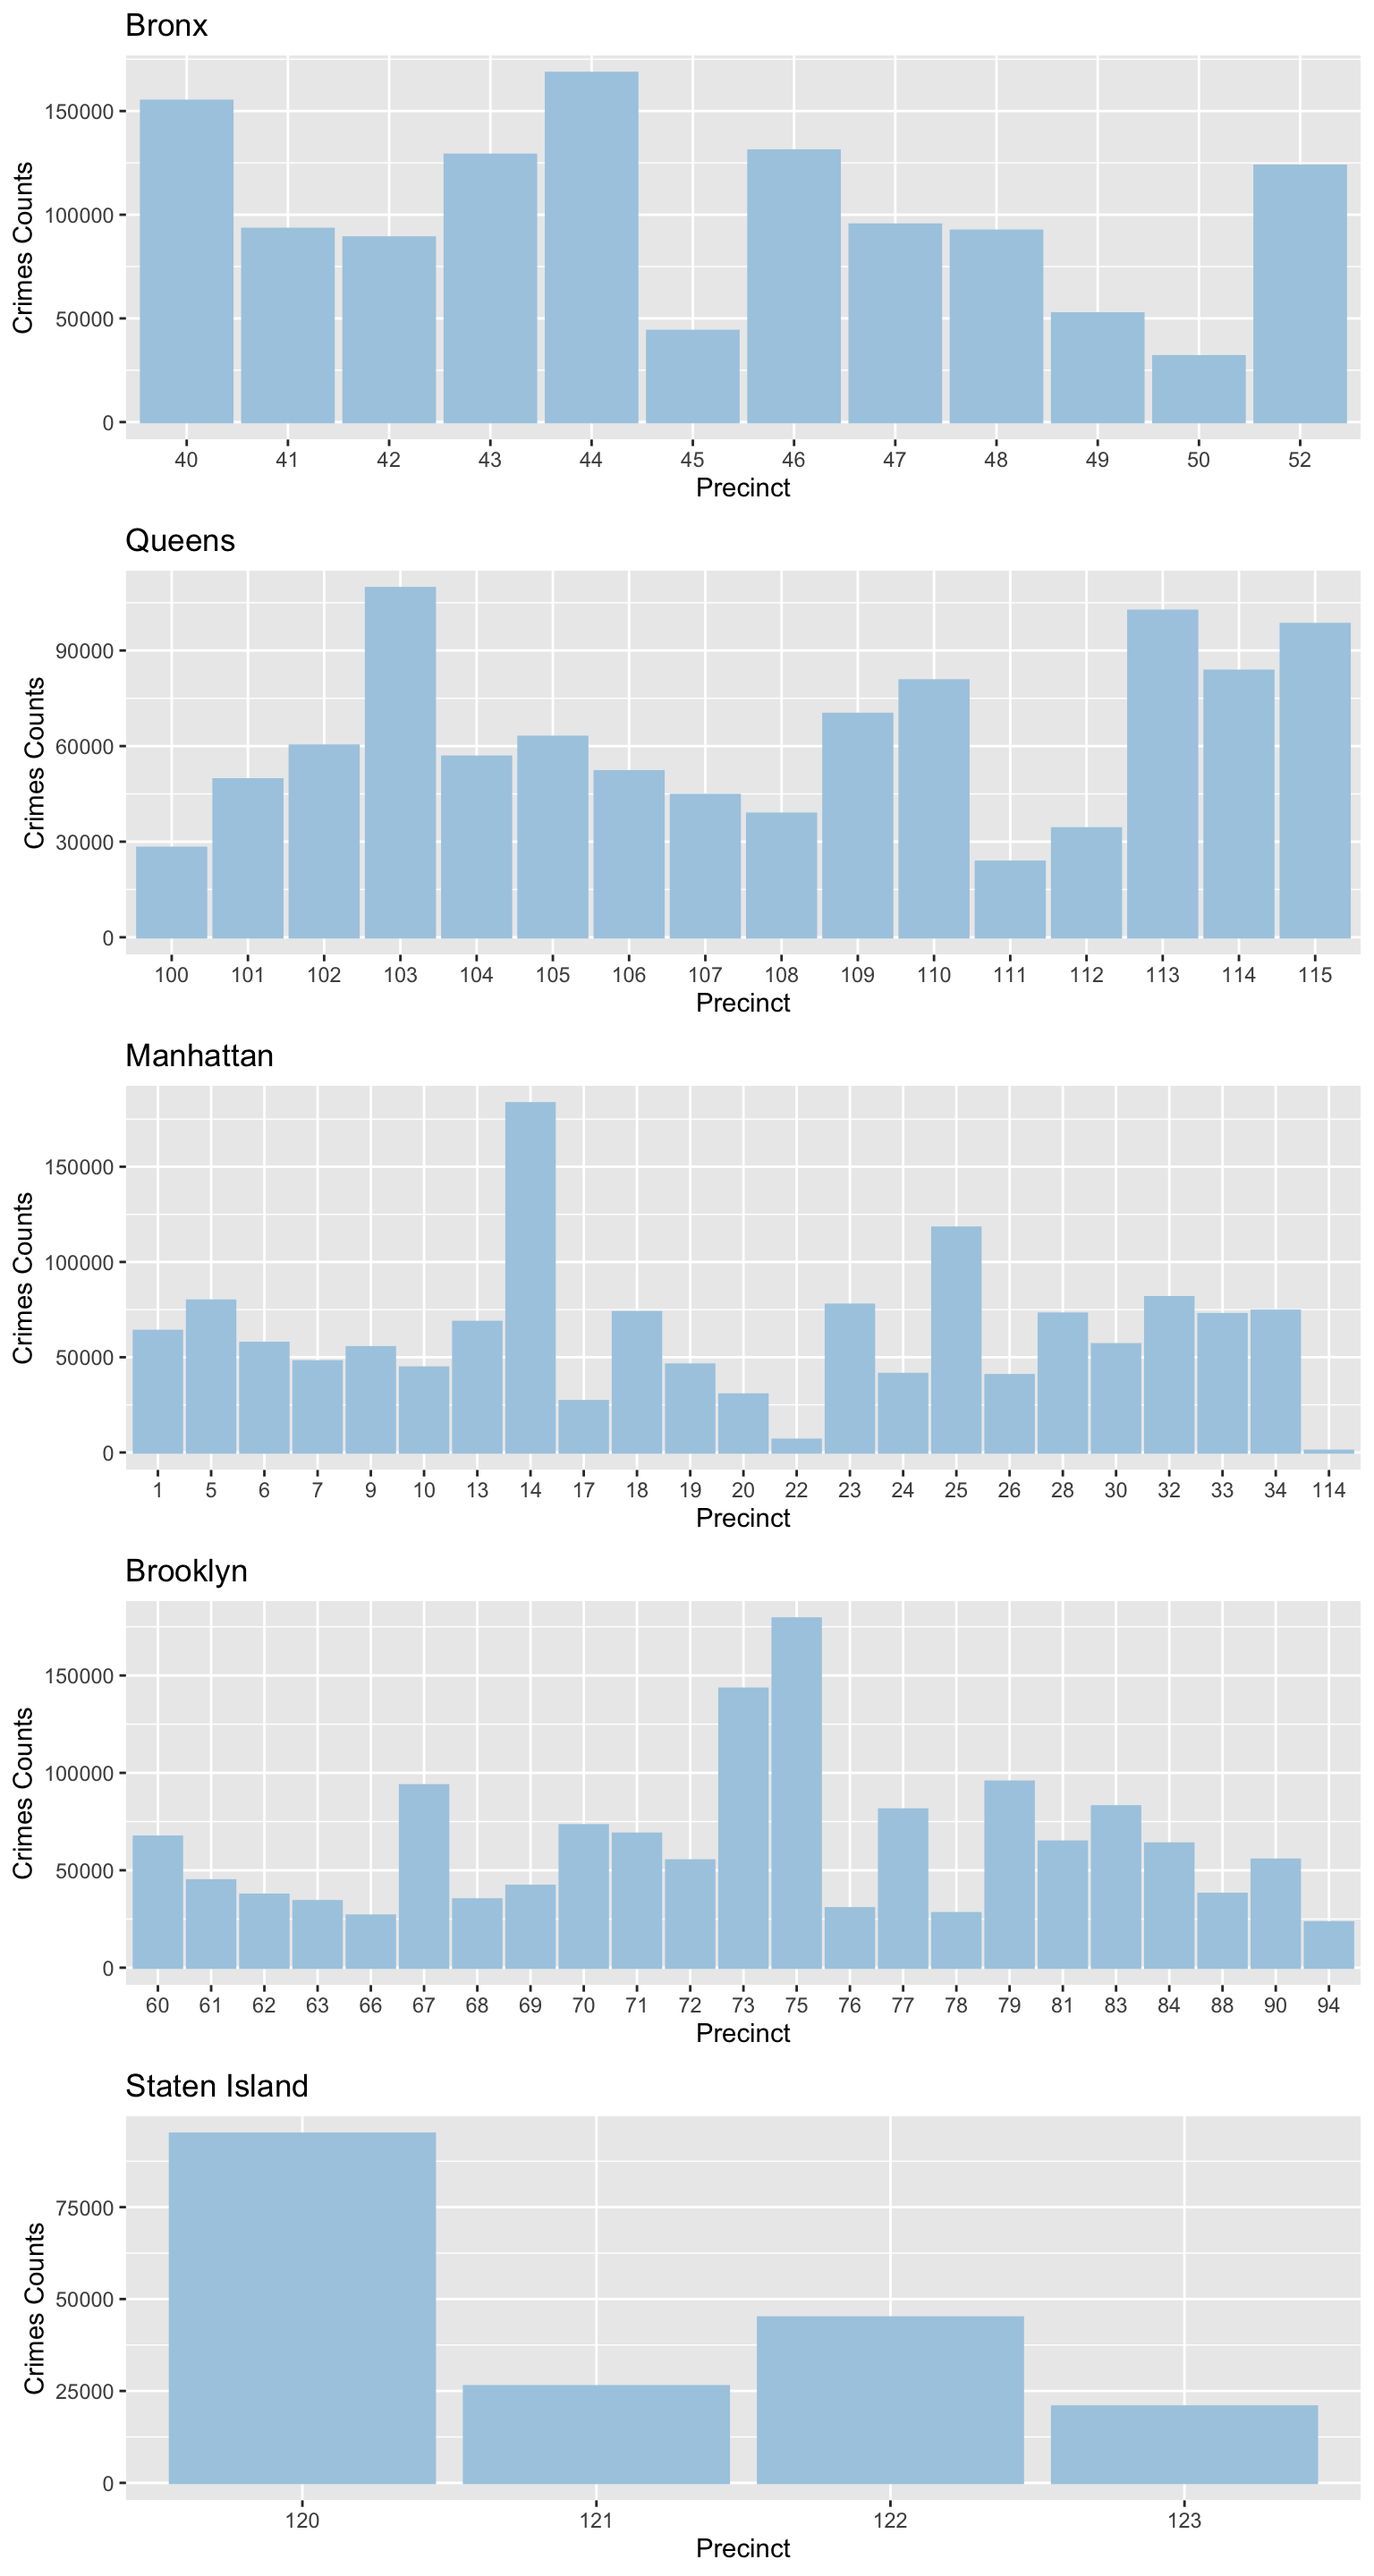 Bronx
Crimes Counts
150000
100000
50000
0
40 41 42 43 44 45 46 47 48 49 50 52
Precinct
Queens
Crimes Counts
90000
60000
30000
0
100 101 102 103 104 105 106 107 108 109 110 111 112 113 114 115
Precinct
Manhattan
Crimes Counts
150000
100000
50000
0
1 5 6 7 9 10 13 14 17 18 19 20 22 23 24 25 26 28 30 32 33 34 114
Precinct
Brooklyn
Crimes Counts
150000
100000
50000
0
60 61 62 63 66 67 68 69 70 71 72 73 75 76 77 78 79 81 83 84 88 90 94
Precinct
Staten Island
Crimes Counts
75000
50000
25000
0
120 121 122 123
Precinct